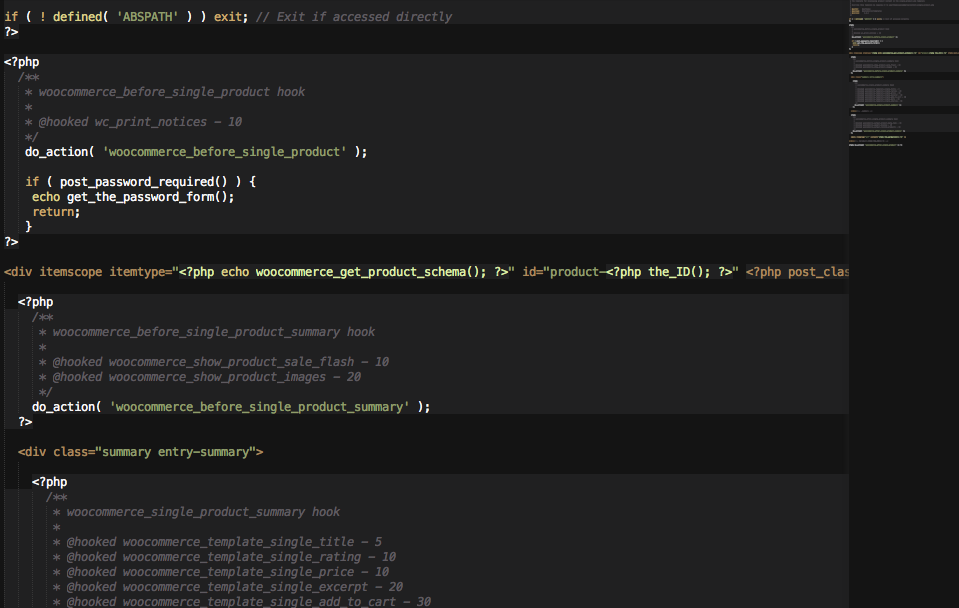 if ( ! defined( 'ABSPATH' ) ) exit; // Exit if accessed directly
?>
<?php
/**
* woocommerce_before_single_product hook
*
* @hooked wc_print_notices - 10
*/
do_action( 'woocommerce_before_single_product' );
if ( post_password_required() ) {
echo get_the_password_form();
return;
}
?>
<div itemscope itemtype="<?php echo woocommerce_get_product_schema(); ?>" id="product-<?php the_ID(); ?>" <?php post_clas
<?php
/**
* woocommerce_before_single_product_summary hook
*
* @hooked woocommerce_show_product_sale_flash - 10
* @hooked woocommerce_show_product_images - 20
*/
do_action( 'woocommerce_before_single_product_summary' );
?>
<div class="summary entry-summary">
<?php
/**
* woocommerce_single_product_summary hook
*
* @hooked woocommerce_template_single_title - 5
* @hooked woocommerce_template_single_rating - 10
* @hooked woocommerce_template_single_price - 10
* @hooked woocommerce_template_single_excerpt - 20
* @hooked woocommerce_template_single_add_to_cart - 30